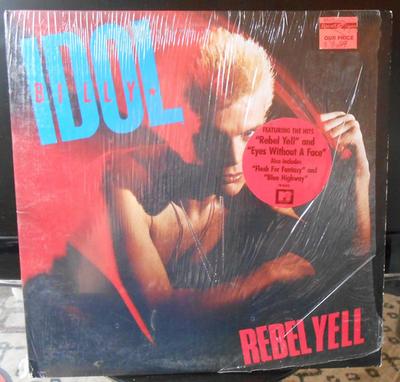 IDOL
BILLY
OUR PRICE
FEATURING THE HITS
"Rebel Yell" and
"Eyes Without A Face"
Also includes
"Flesh For Fantasy" and
"Blue Highway"
REBEL YELL